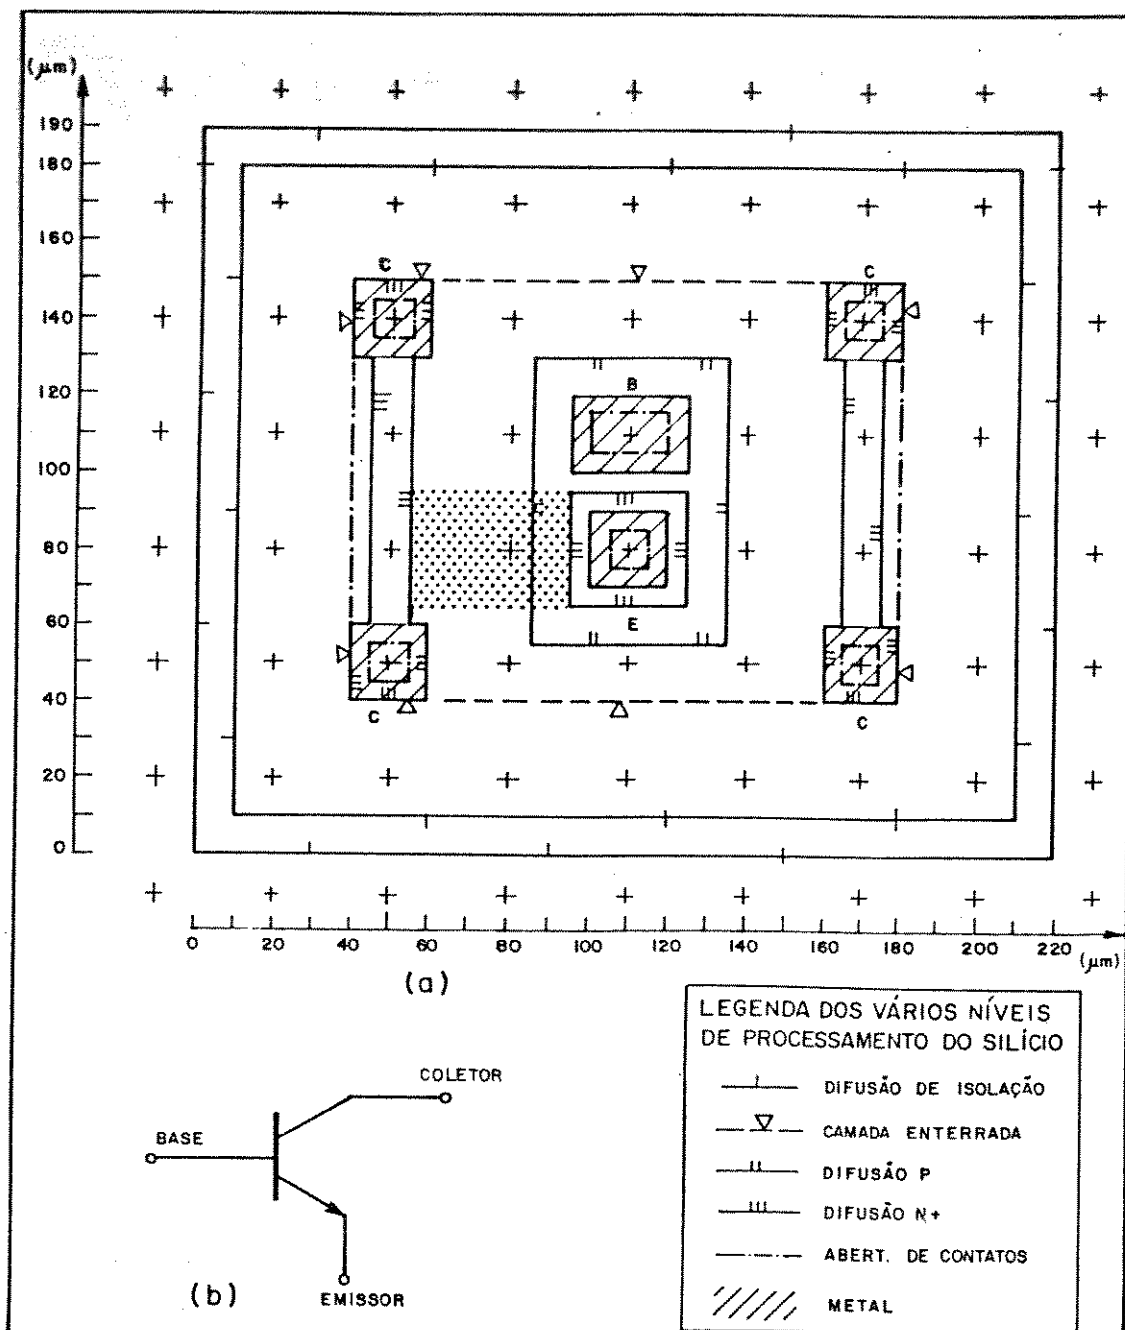 (µm)
190
180
160
140
120
100
80
60
40
20
0
C
C
B
E
C
C
0 20 40 60 80 100 120 140 160 180 200 220
(µm)
(a)
LEGENDA DOS VÁRIOS NÍVEIS
DE PROCESSAMENTO DO SILÍCIO
DIFUSÃO DE ISOLAÇÃO
CAMADA ENTERRADA
DIFUSÃO P
DIFUSÃO N+
ABERT. DE CONTATOS
METAL
COLETOR
BASE
EMISSOR
(b)